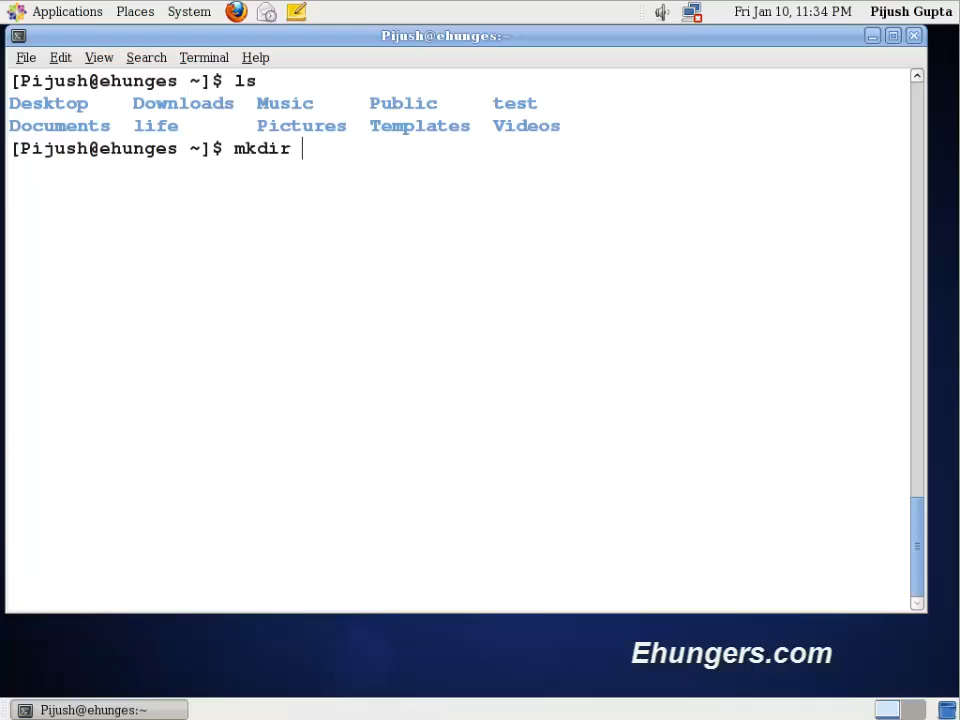 Applications Places System Fri Jan 10, 11:34 PM Pijush Gupta
Pijush@ehunges:~
File Edit View Search Terminal Help
[Pijush@ehunges ~]$ ls
Desktop Downloads Music Public test
Documents life Pictures Templates Videos
[Pijush@ehunges ~]$ mkdir
Ehungers.com
Pijush@ehunges:~